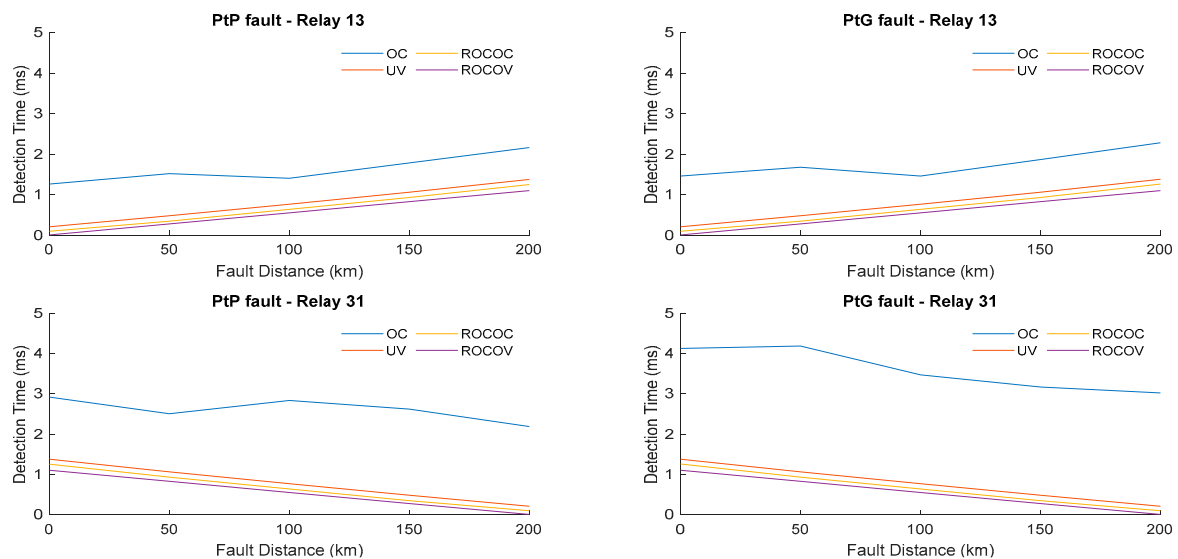 PtP fault - Relay 13
5
4
3
2
1
0
Detection Time (ms)
OC
ROCOC
UV
ROCOV
0 50 100 150 200
Fault Distance (km)
PtG fault - Relay 13
5
4
3
2
1
0
Detection Time (ms)
OC
ROCOC
UV
ROCOV
0 50 100 150 200
Fault Distance (km)
PtP fault - Relay 31
5
4
3
2
1
0
Detection Time (ms)
OC
ROCOC
UV
ROCOV
0 50 100 150 200
Fault Distance (km)
PtG fault - Relay 31
5
4
3
2
1
0
Detection Time (ms)
OC
ROCOC
UV
ROCOV
0 50 100 150 200
Fault Distance (km)